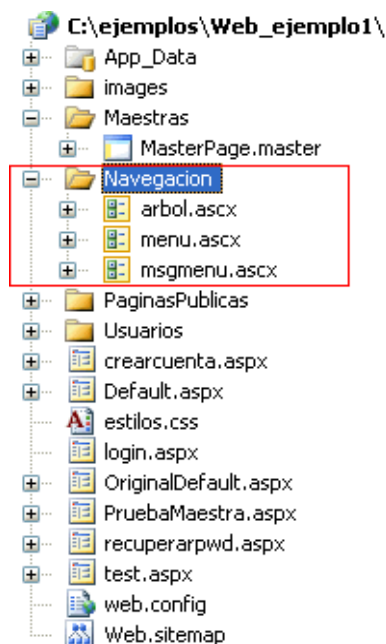 C:\ejemplos\Web_ejemplo1\
App_Data
images
Maestras
MasterPage.master
Navegacion
arbol.ascx
menu.ascx
msgmenu.ascx
PaginasPublicas
Usuarios
crearcuenta.aspx
Default.aspx
estilos.css
login.aspx
OriginalDefault.aspx
PruebaMaestra.aspx
recuperarpwd.aspx
test.aspx
web.config
Web.sitemap